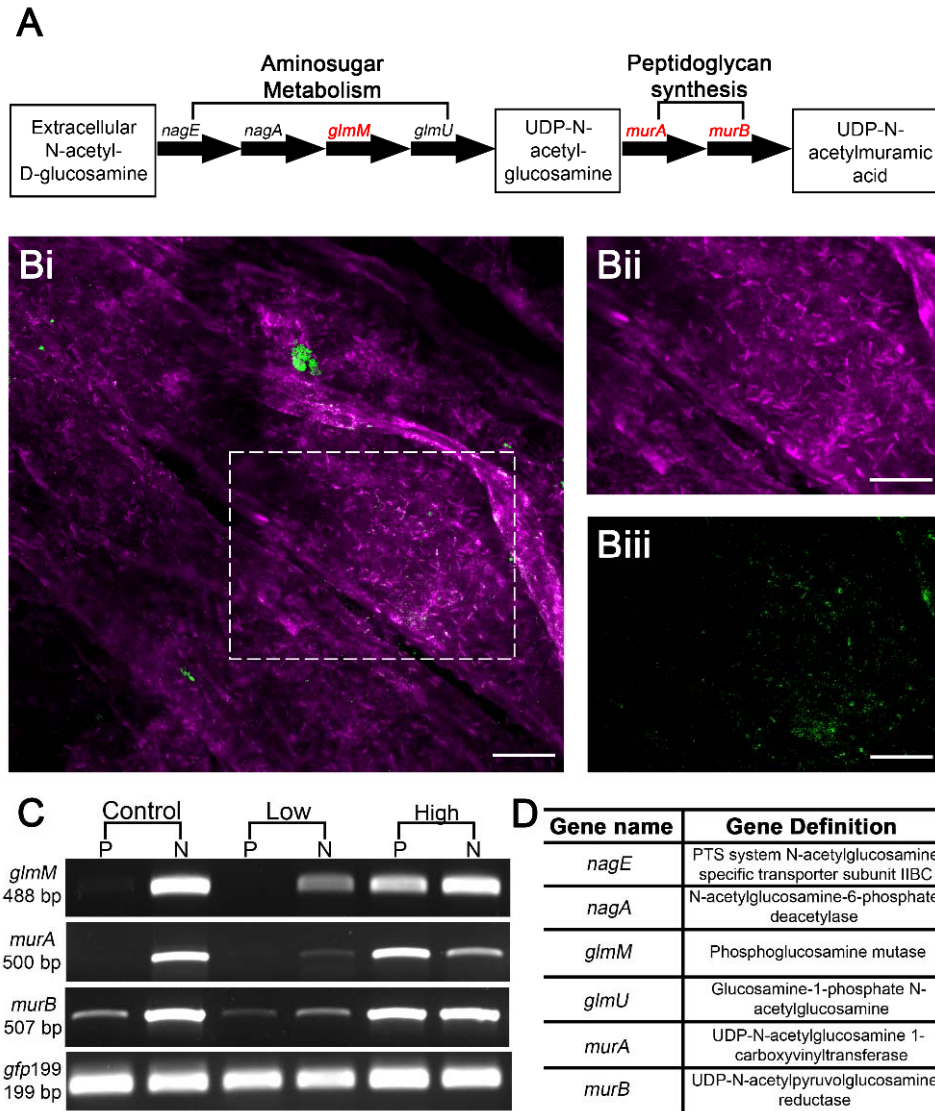 A
Aminosugar
Metabolism
Peptidoglycan
synthesis
Extracellular
N-acetyl-
D-glucosamine
nagE
nagA
glmM
glmU
UDP-N-
acetyl-
glucosamine
murA
murB
UDP-N-
acetylmuramic
acid
Bi
Bii
Biii
C
Control
Low
High
P
N
P
N
P
N
glmM
488 bp
murA
500 bp
murB
507 bp
gfp199
199 bp
D
Gene name
Gene Definition
nagE
PTS system N-acetylglucosamine
specific transporter subunit IIBC
nagA
N-acetylglucosamine-6-phosphate
deacetylase
glmM
Phosphoglucosamine mutase
glmU
Glucosamine-1-phosphate N-
acetylglucosamine
murA
UDP-N-acetylglucosamine 1-
carboxyvinyltransferase
murB
UDP-N-acetylpyruvolglucosamine
reductase